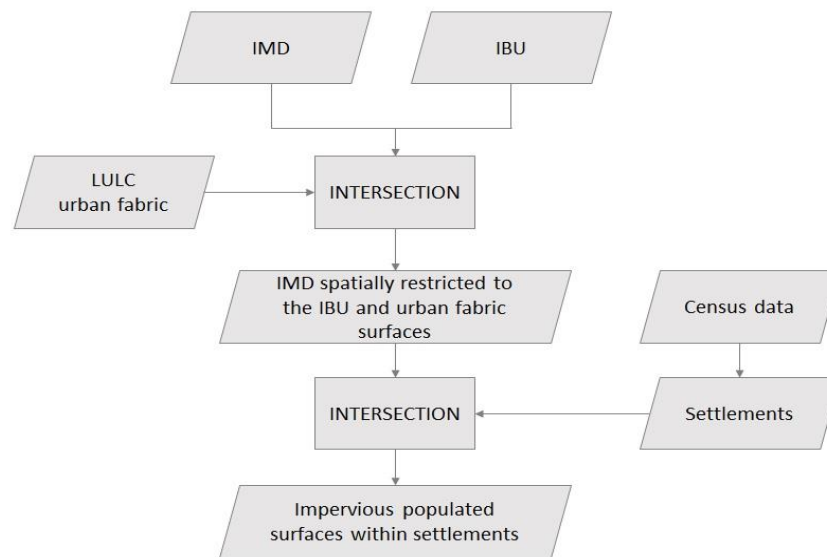 IMD
IBU
LULC
urban fabric
INTERSECTION
IMD spatially restricted to
the IBU and urban fabric
surfaces
Census data
INTERSECTION
Settlements
Impervious populated
surfaces within settlements